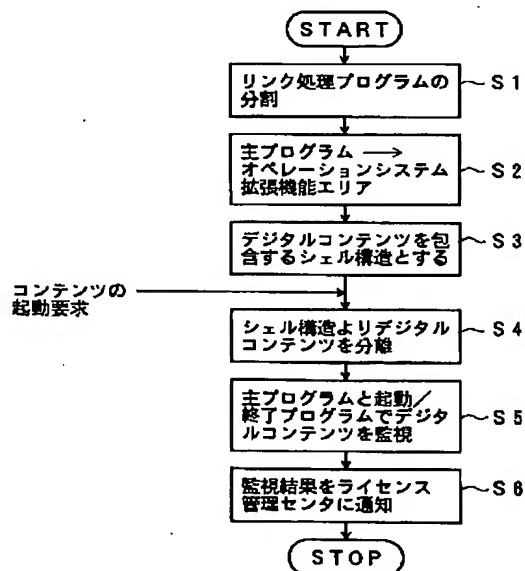 START
リンク処理プログラムの
分割
S1
主プログラム →
オペレーションシステム
拡張機能エリア
S2
デジタルコンテンツを包
含するシェル構造とする
S3
コンテンツの
起動要求
シェル構造よりデジタル
コンテンツを分離
S4
主プログラムと起動/
終了プログラムでデジタ
ルコンテンツを監視
S5
監視結果をライセンス
管理センタに通知
S6
STOP